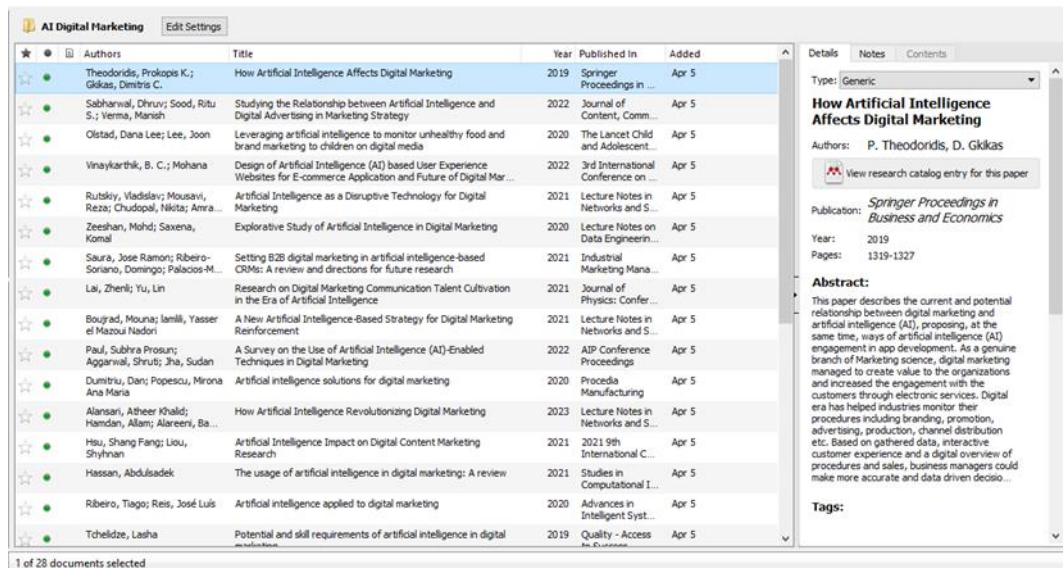 AI Digital Marketing Edit Settings
Authors Title Year Published In Added
Theodoridis, Prokopis K.; How Artificial Intelligence Affects Digital Marketing 2019 Springer Apr 5
Gkikas, Dimitris C. Proceedings in ...
Sabharwal, Dhruv; Sood, Ritu Studying the Relationship between Artificial Intelligence and 2022 Journal of Apr 5
S.; Verma, Manish Digital Advertising in Marketing Strategy Content, Comm...
Olstad, Dana Lee; Lee, Joon Leveraging artificial intelligence to monitor unhealthy food and 2020 The Lancet Child Apr 5
brand marketing to children on digital media and Adolescent...
Vinaykarthik, B. C.; Mohana Design of Artificial Intelligence (AI) based User Experience 2022 3rd International Apr 5
Websites for E-commerce Application and Future of Digital Mar... Conference on ...
Rutskiy, Vladislav; Mousavi, Artificial Intelligence as a Disruptive Technology for Digital 2021 Lecture Notes in Apr 5
Reza; Chudopal, Nikita; Amra... Marketing Networks and S...
Zeeshan, Mohd; Saxena, Explorative Study of Artificial Intelligence in Digital Marketing 2020 Lecture Notes on Apr 5
Komal Data Engineerin...
Saura, Jose Ramon; Ribeiro- Setting B2B digital marketing in artificial intelligence-based 2021 Industrial Apr 5
Soriano, Domingo; Palacios-M... CRMs: A review and directions for future research Marketing Mana...
Lai, Zhenli; Yu, Lin Research on Digital Marketing Communication Talent Cultivation 2021 Journal of Apr 5
in the Era of Artificial Intelligence Physics: Confer...
Boujrad, Mouna; lamlili, Yasser A New Artificial Intelligence-Based Strategy for Digital Marketing 2021 Lecture Notes in Apr 5
el Mazoui Nadori Reinforcement Networks and S...
Paul, Subhra Prosun; A Survey on the Use of Artificial Intelligence (AI)-Enabled 2022 AIP Conference Apr 5
Aggarwal, Shruti; Jha, Sudan Techniques in Digital Marketing Proceedings
Dumitriu, Dan; Popescu, Mirona Artificial intelligence solutions for digital marketing 2020 Procedia Apr 5
Ana Maria Manufacturing
Alansari, Atheer Khalid; How Artificial Intelligence Revolutionizing Digital Marketing 2023 Lecture Notes in Apr 5
Hamdan, Allam; Alareeni, Ba... Networks and S...
Hsu, Shang Fang; Liou, Artificial Intelligence Impact on Digital Content Marketing 2021 2021 9th Apr 5
Shyhnan Research International C...
Hassan, Abdulsadek The usage of artificial intelligence in digital marketing: A review 2021 Studies in Apr 5
Computational I...
Ribeiro, Tiago; Reis, José Luís Artificial intelligence applied to digital marketing 2020 Advances in Apr 5
Intelligent Syst...
Tchelidze, Lasha Potential and skill requirements of artificial intelligence in digital 2019 Quality - Access Apr 5
marketing to Success
1 of 28 documents selected
Details Notes Contents
Type: Generic
How Artificial Intelligence
Affects Digital Marketing
Authors: P. Theodoridis, D. Gkikas
View research catalog entry for this paper
Publication: Springer Proceedings in
Business and Economics
Year: 2019
Pages: 1319-1327
Abstract:
This paper describes the current and potential
relationship between digital marketing and
artificial intelligence (AI), proposing, at the
same time, ways of artificial intelligence (AI)
engagement in app development. As a genuine
branch of Marketing science, digital marketing
managed to create value to the organizations
and increased the engagement with the
customers through electronic services. Digital
era has helped industries monitor their
procedures including branding, promotion,
advertising, production, channel distribution
etc. Based on gathered data, interactive
customer experience and a digital overview of
procedures and sales, business managers could
make more accurate and data driven decisio...
Tags: